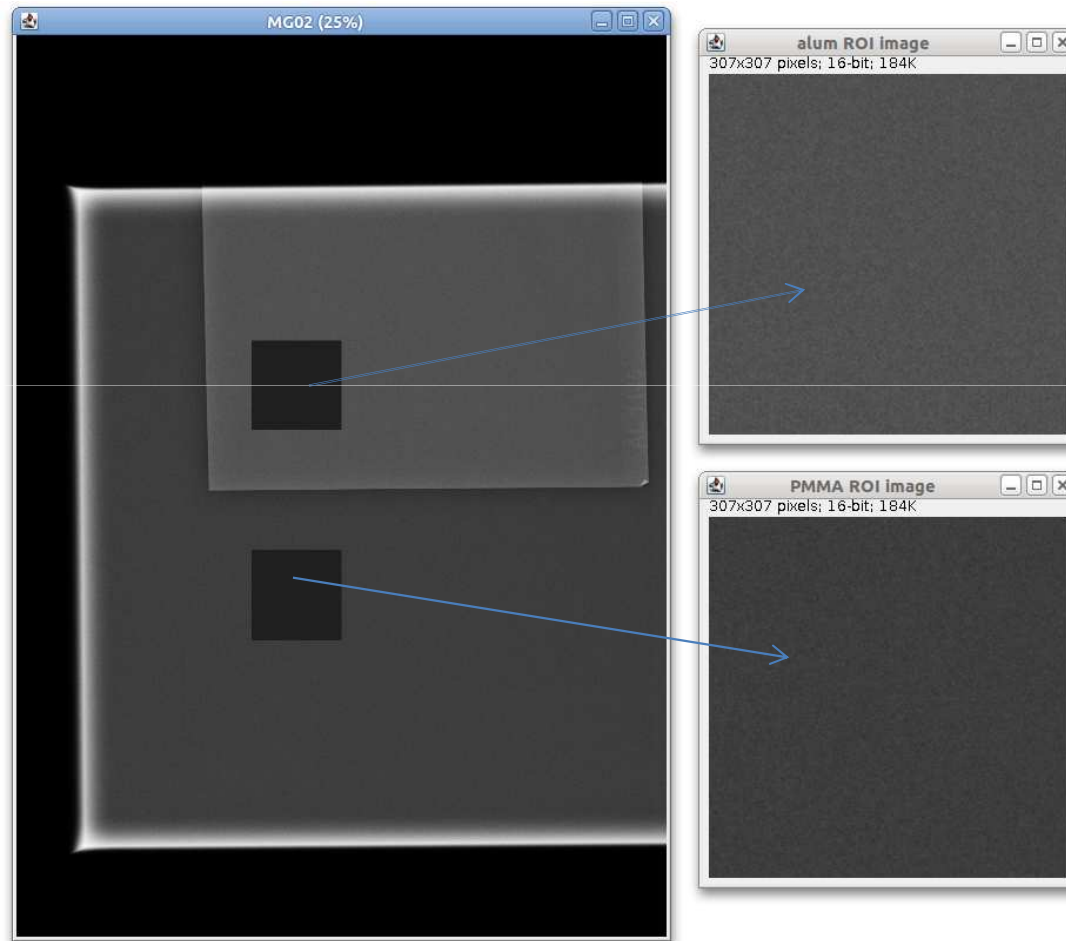 MG02 (25%)
alum ROI image
307x307 pixels; 16-bit; 184K
PMMA ROI image
307x307 pixels; 16-bit; 184K